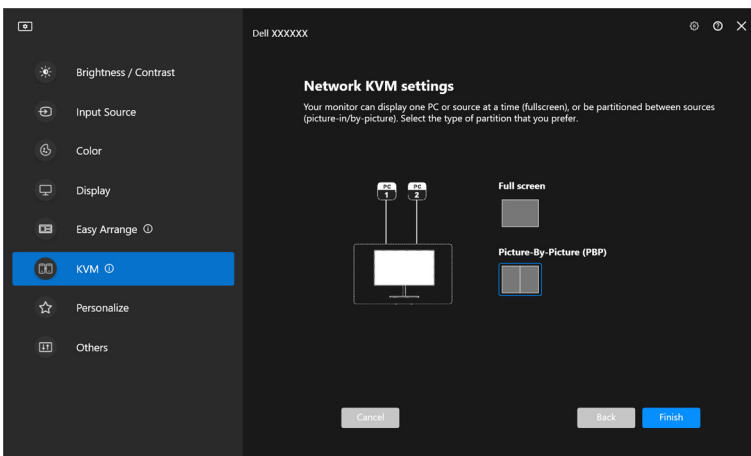 Dell XXXXXX
Brightness / Contrast
Input Source
Color
Display
Easy Arrange
KVM
Personalize
Others
Network KVM settings
Your monitor can display one PC or source at a time (fullscreen), or be partitioned between sources
(picture-in/by-picture). Select the type of partition that you prefer.
PC
1
PC
2
Full screen
Picture-By-Picture (PBP)
Cancel
Back
Finish